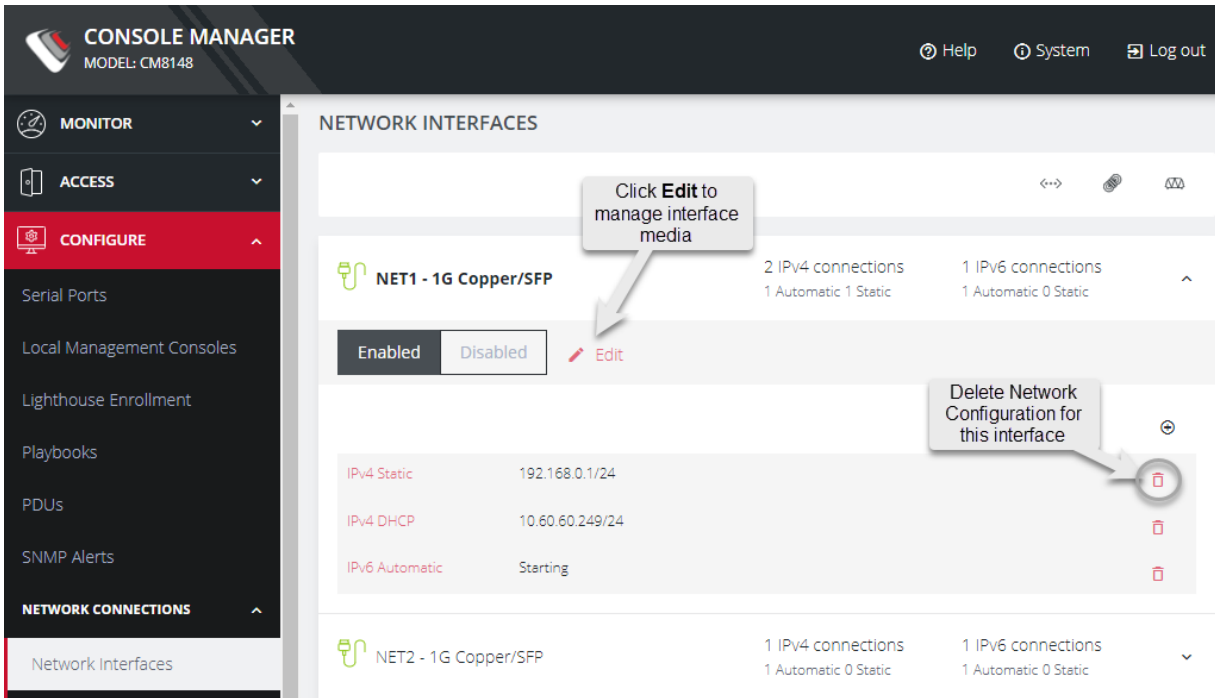 CONSOLE MANAGER
MODEL: CM8148
Help
System
Log out
MONITOR
ACCESS
CONFIGURE
Serial Ports
Local Management Consoles
Lighthouse Enrollment
Playbooks
PDUs
SNMP Alerts
NETWORK CONNECTIONS
Network Interfaces
NETWORK INTERFACES
Click Edit to
manage interface
media
NET1 - 1G Copper/SFP
2 IPv4 connections
1 Automatic 1 Static
1 IPv6 connections
1 Automatic 0 Static
Enabled
Disabled
Edit
Delete Network
Configuration for
this interface
IPv4 Static
192.168.0.1/24
IPv4 DHCP
10.60.60.249/24
IPv6 Automatic
Starting
NET2 - 1G Copper/SFP
1 IPv4 connections
1 Automatic 0 Static
1 IPv6 connections
1 Automatic 0 Static